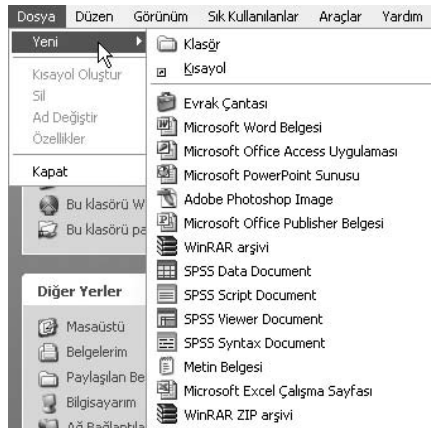 Dosya Düzen Görünüm Sık Kullanılanlar Araçlar Yardım
Yeni
Kısayol Oluştur
Sil
Ad Değiştir
Özellikler
Kapat
Klasör
Kısayol
Evrak Çantası
Microsoft Word Belgesi
Microsoft Office Access Uygulaması
Microsoft PowerPoint Sunusu
Adobe Photoshop Image
Microsoft Office Publisher Belgesi
WinRAR arşivi
SPSS Data Document
SPSS Script Document
SPSS Viewer Document
SPSS Syntax Document
Metin Belgesi
Microsoft Excel Çalışma Sayfası
WinRAR ZIP arşivi
Bu klasörü W
Bu klasörü pa
Diğer Yerler
Masaüstü
Belgelerim
Paylaşılan Be
Bilgisayarım
Ağ Bağlantıla